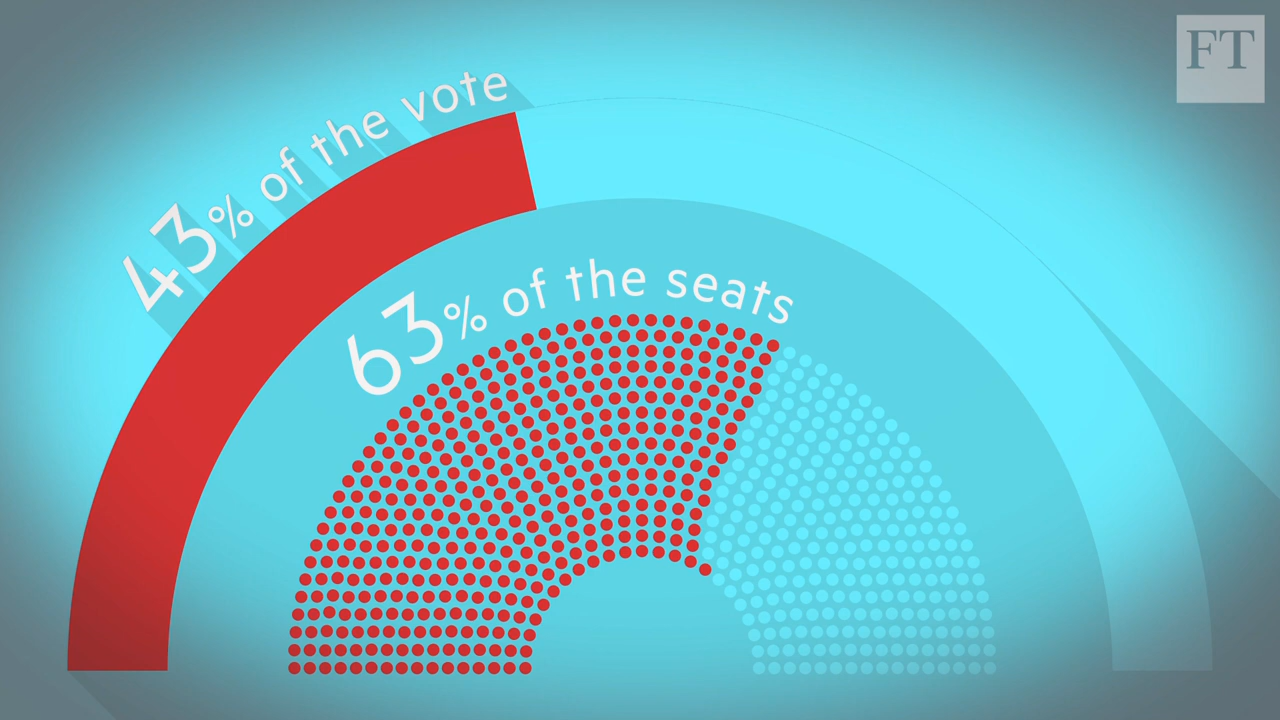 FT
43% of the vote
63% of the seats